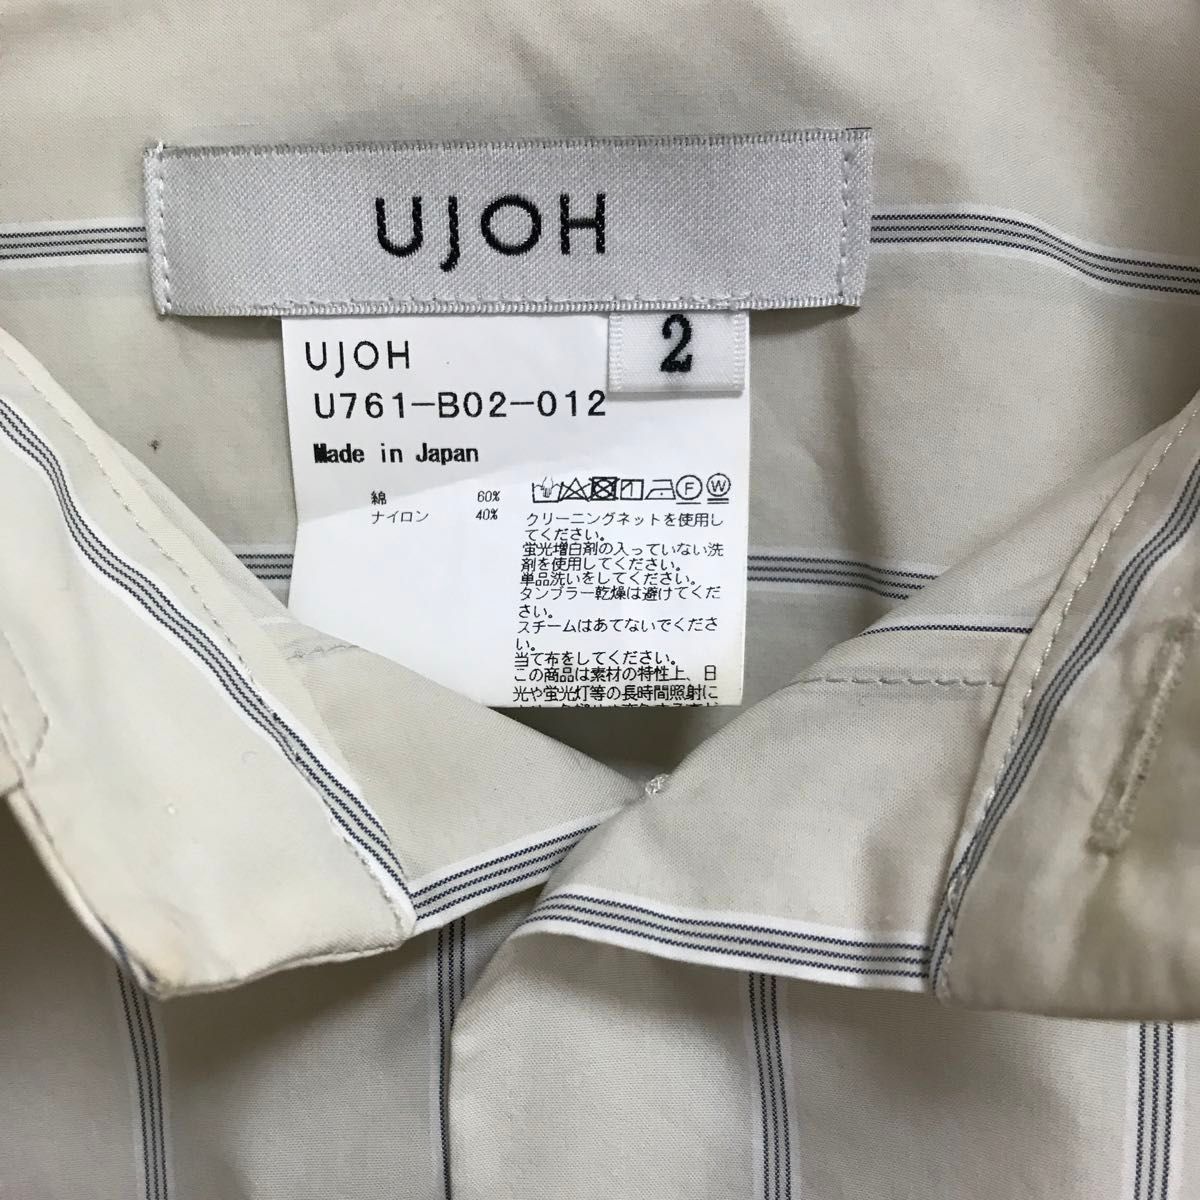 UJOH
2
UJOH
U761-B02-012
Made in Japan
綿 60%
ナイロン 40%
F W
クリーニングネットを使用し
てください。
蛍光増白剤の入っていない洗
剤を使用してください。
単品洗いをしてください。
タンブラー乾燥は避けてくだ
さい。
スチームはあてないでくださ
い。
当て布をしてください。
この商品は素材の特性上、日
光や蛍光灯等の長時間照射に